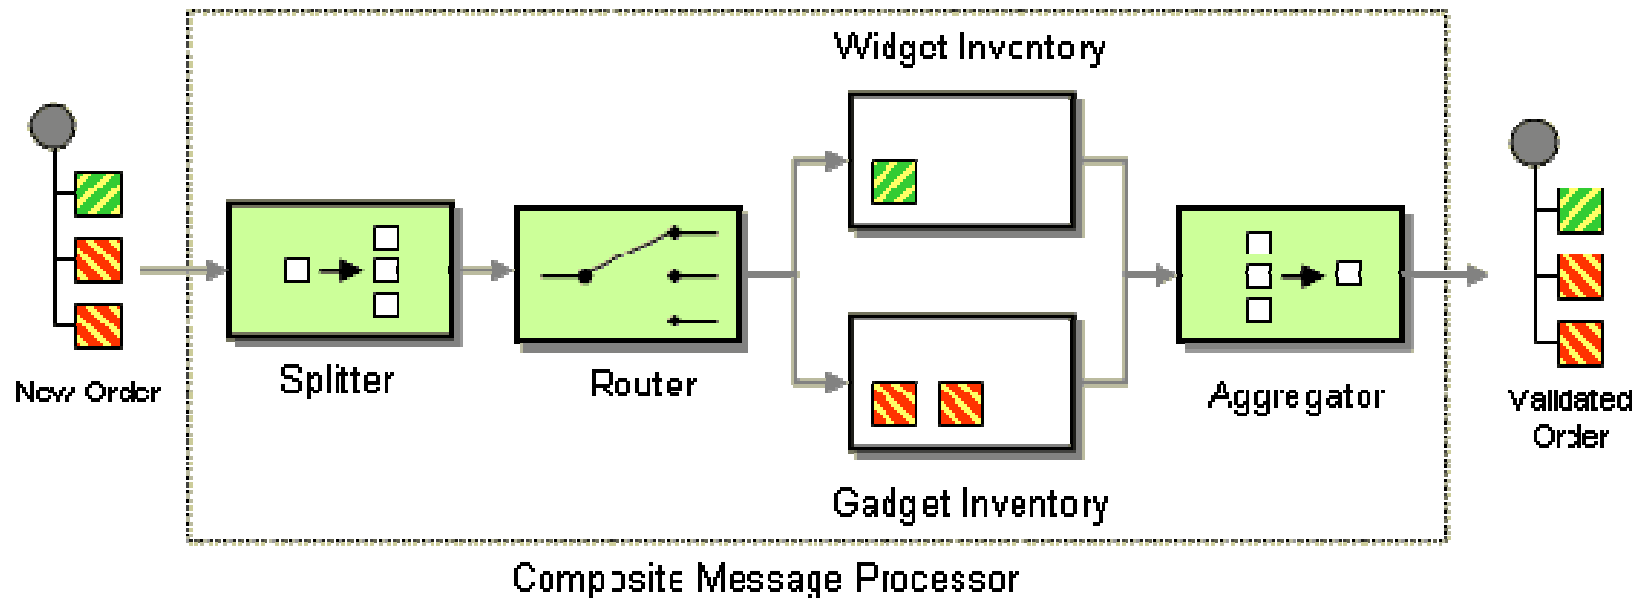 Widget Inventory
New Order
Splitter
Router
Aggregator
Validated
Order
Gadget Inventory
Composite Message Processor